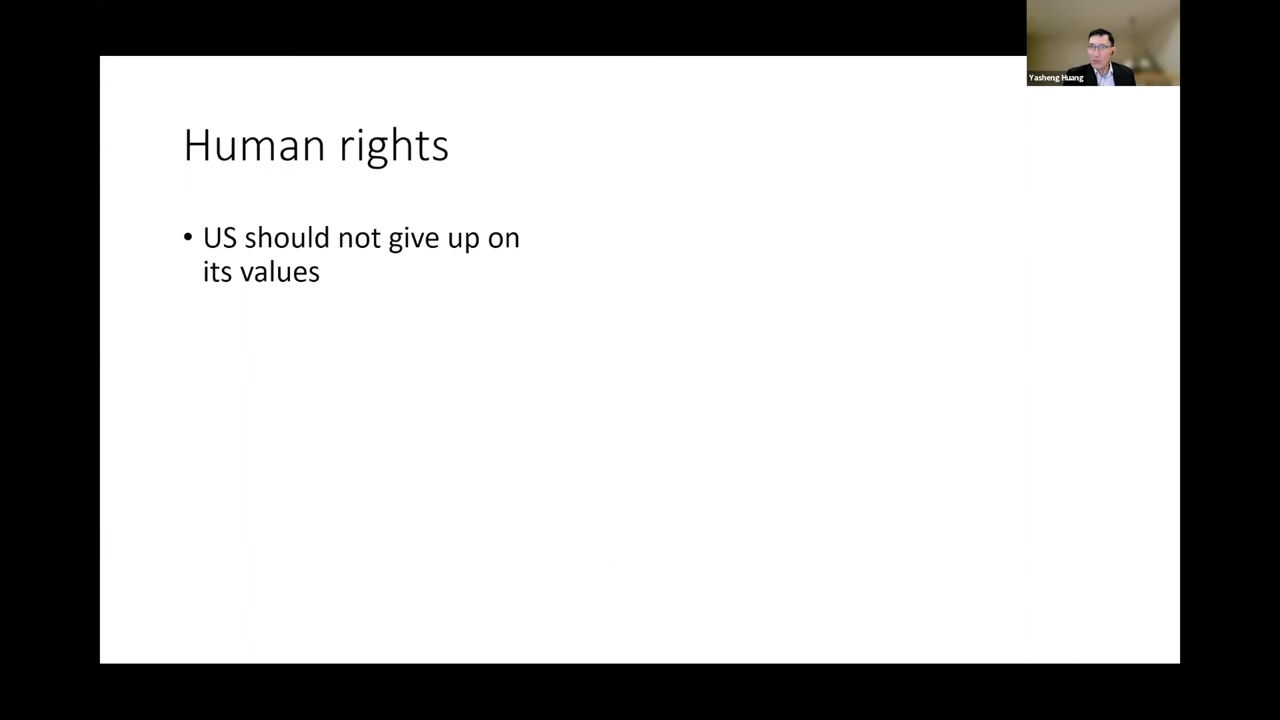 Yasheng Huang
Human rights
• US should not give up on
its values